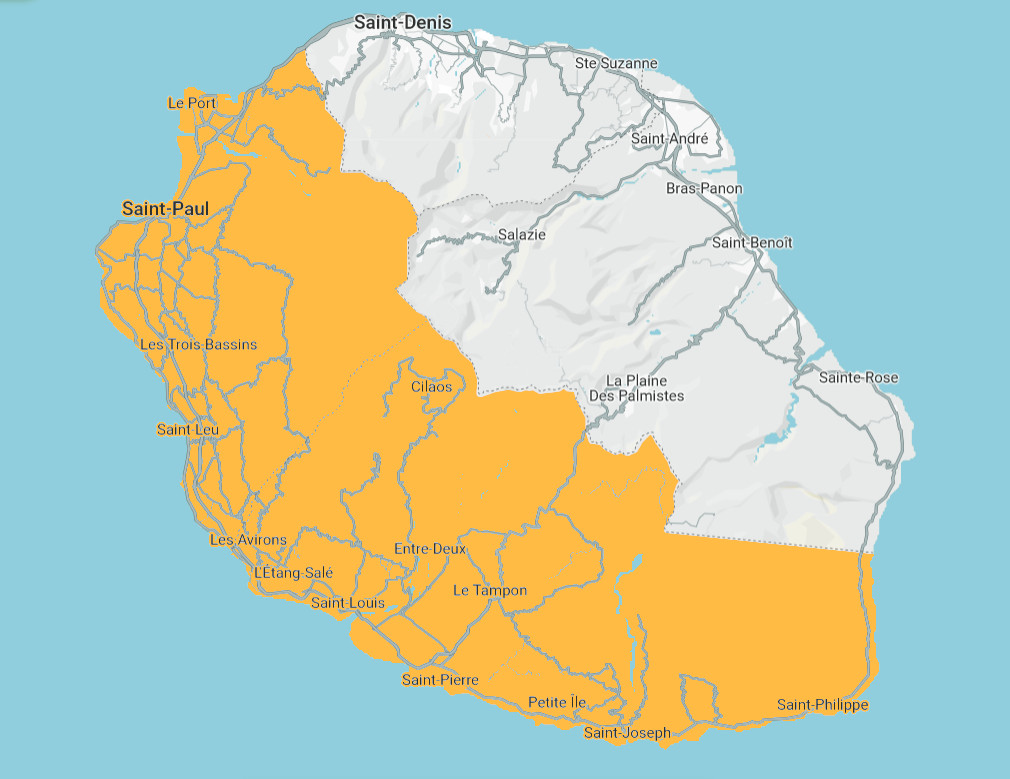 Saint-Denis
Ste Suzanne
Le Port
Saint-André
Bras-Panon
Saint-Paul
Salazie
Saint-Benoît
Les Trois-Bassins
Cilaos
La Plaine
Des Palmistes
Sainte-Rose
Saint-Leu
Les Avirons
Entre-Deux
L'Étang-Salé
Le Tampon
Saint-Louis
Saint-Pierre
Petite Île
Saint-Philippe
Saint-Joseph